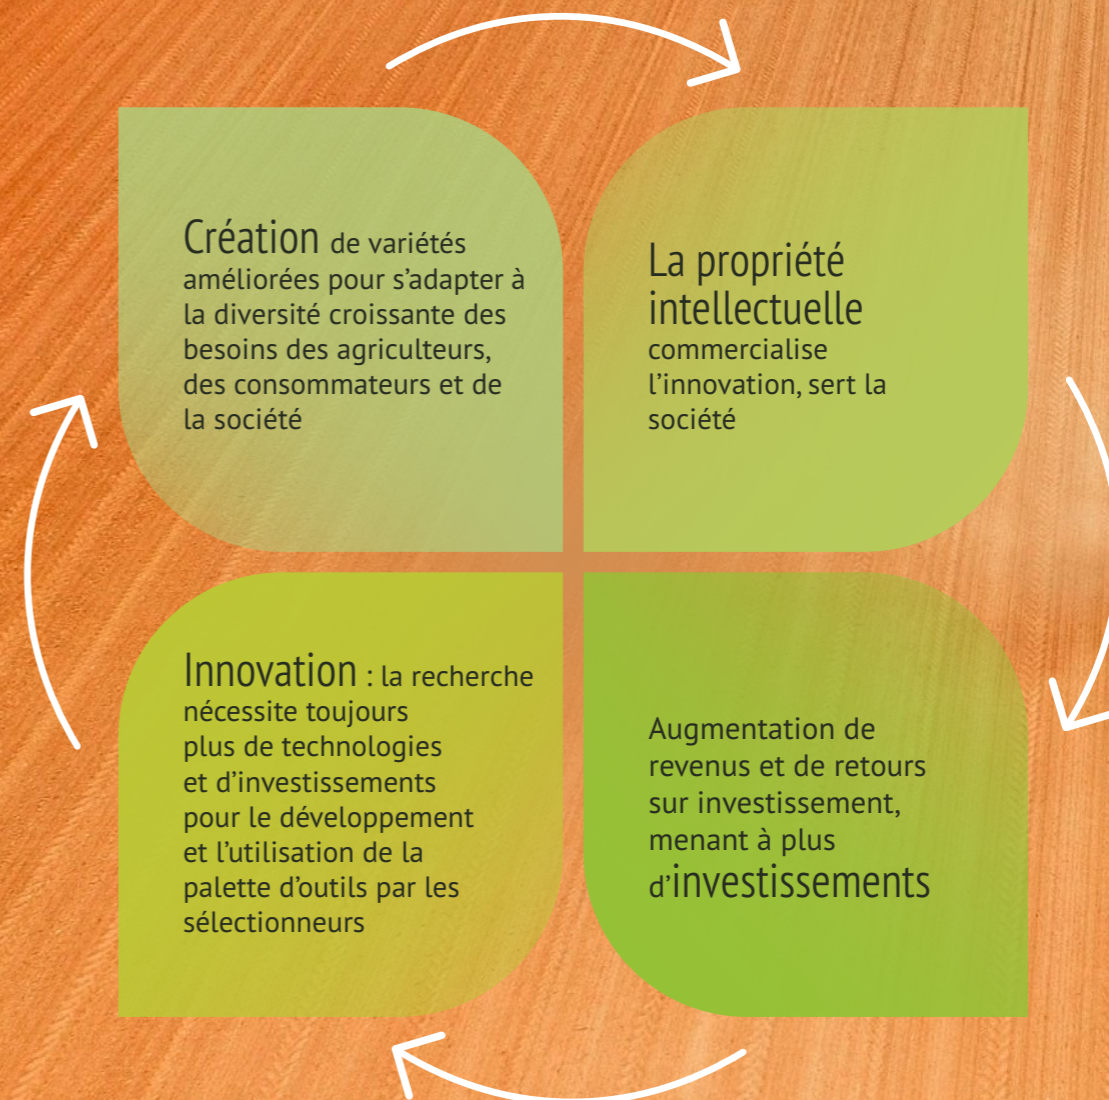 Création de variétés
améliorées pour s’adapter à
la diversité croissante des
besoins des agriculteurs,
des consommateurs et de
la société
La propriété
intellectuelle
commercialise
l’innovation, sert la
société
Innovation : la recherche
nécessite toujours
plus de technologies
et d’investissements
pour le développement
et l’utilisation de la
palette d’outils par les
sélectionneurs
Augmentation de
revenus et de retours
sur investissement,
menant à plus
d’investissements